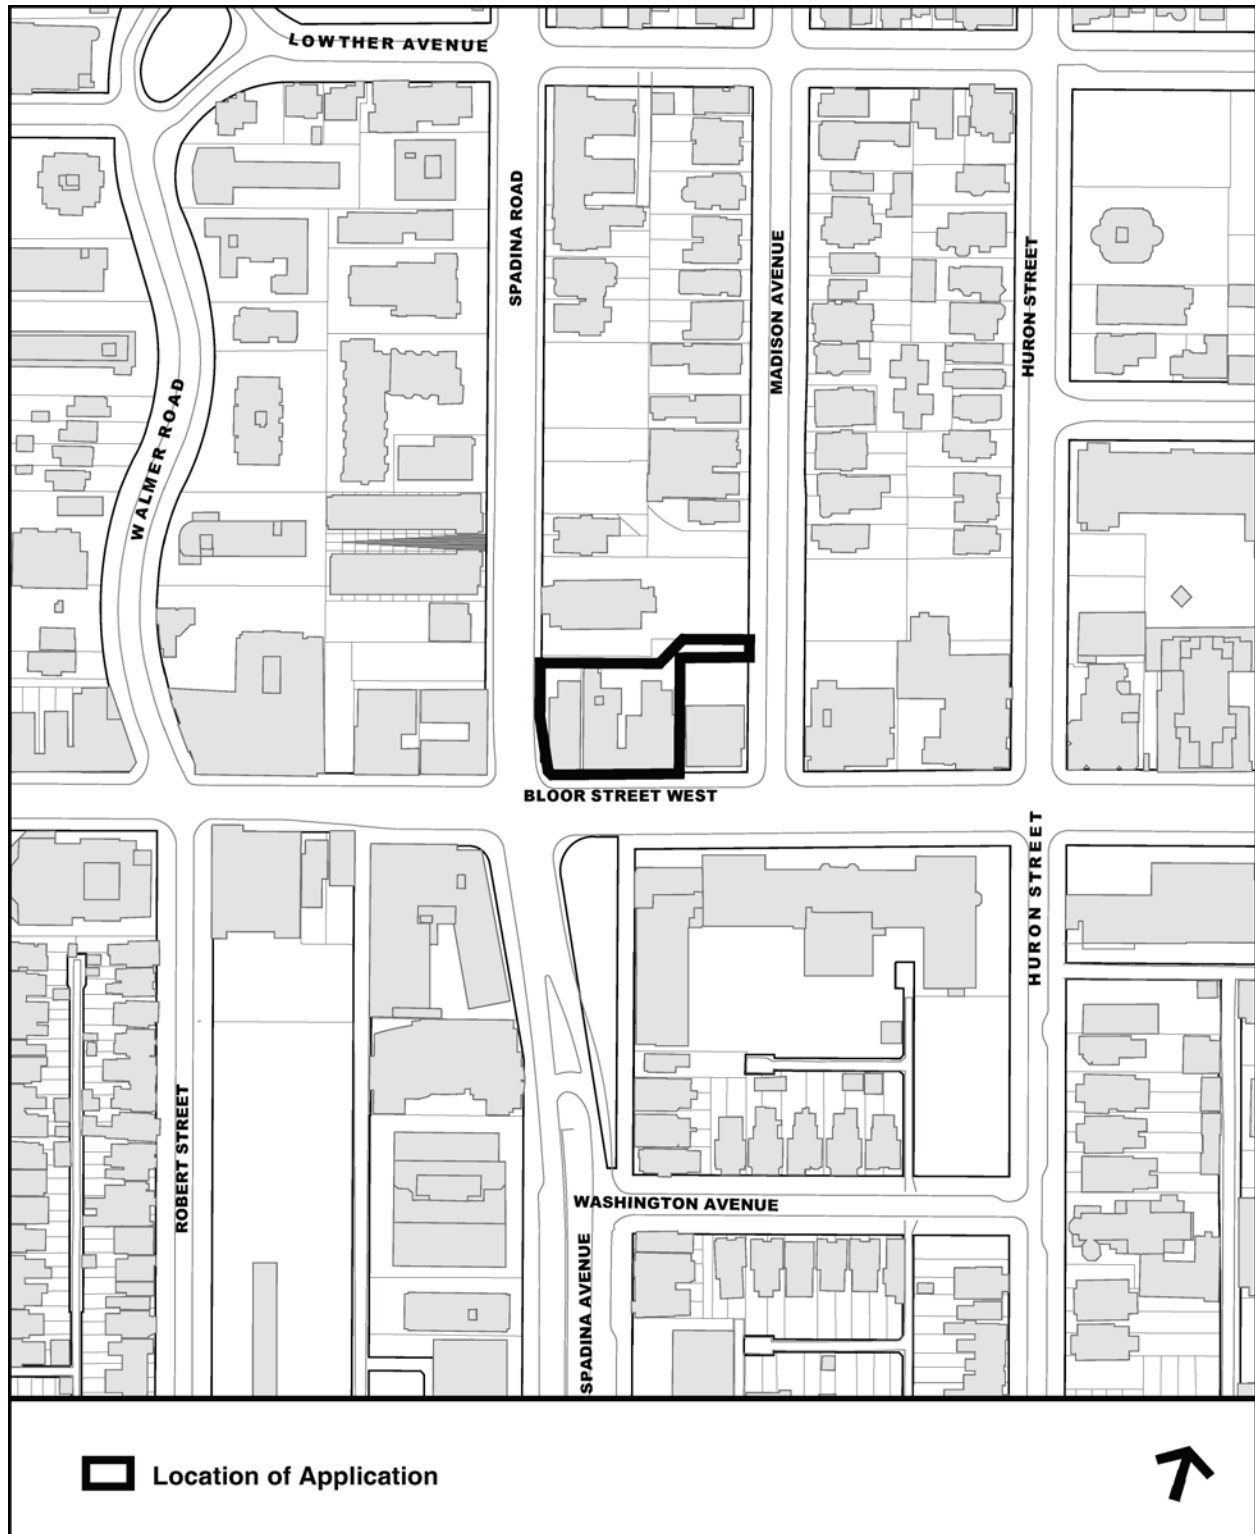 LOWTHER AVENUE
SPADINA ROAD
MADISON AVENUE
HURON STREET
WALMER ROAD
BLOOR STREET WEST
HURON STREET
ROBERT STREET
WASHINGTON AVENUE
SPADINA AVENUE
Location of Application